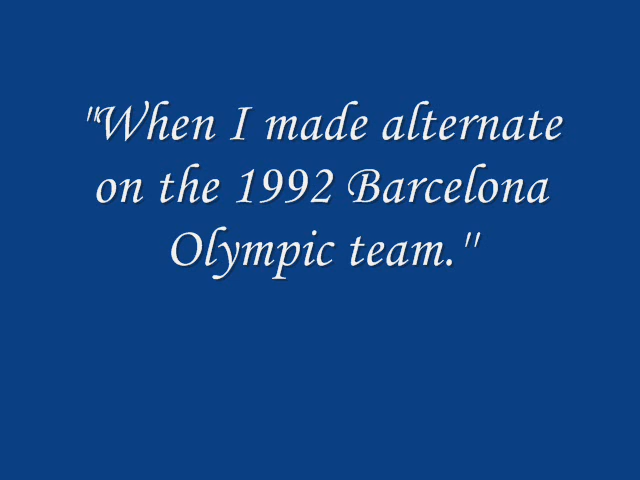 "When I made alternate
on the 1992 Barcelona
Olympic team."